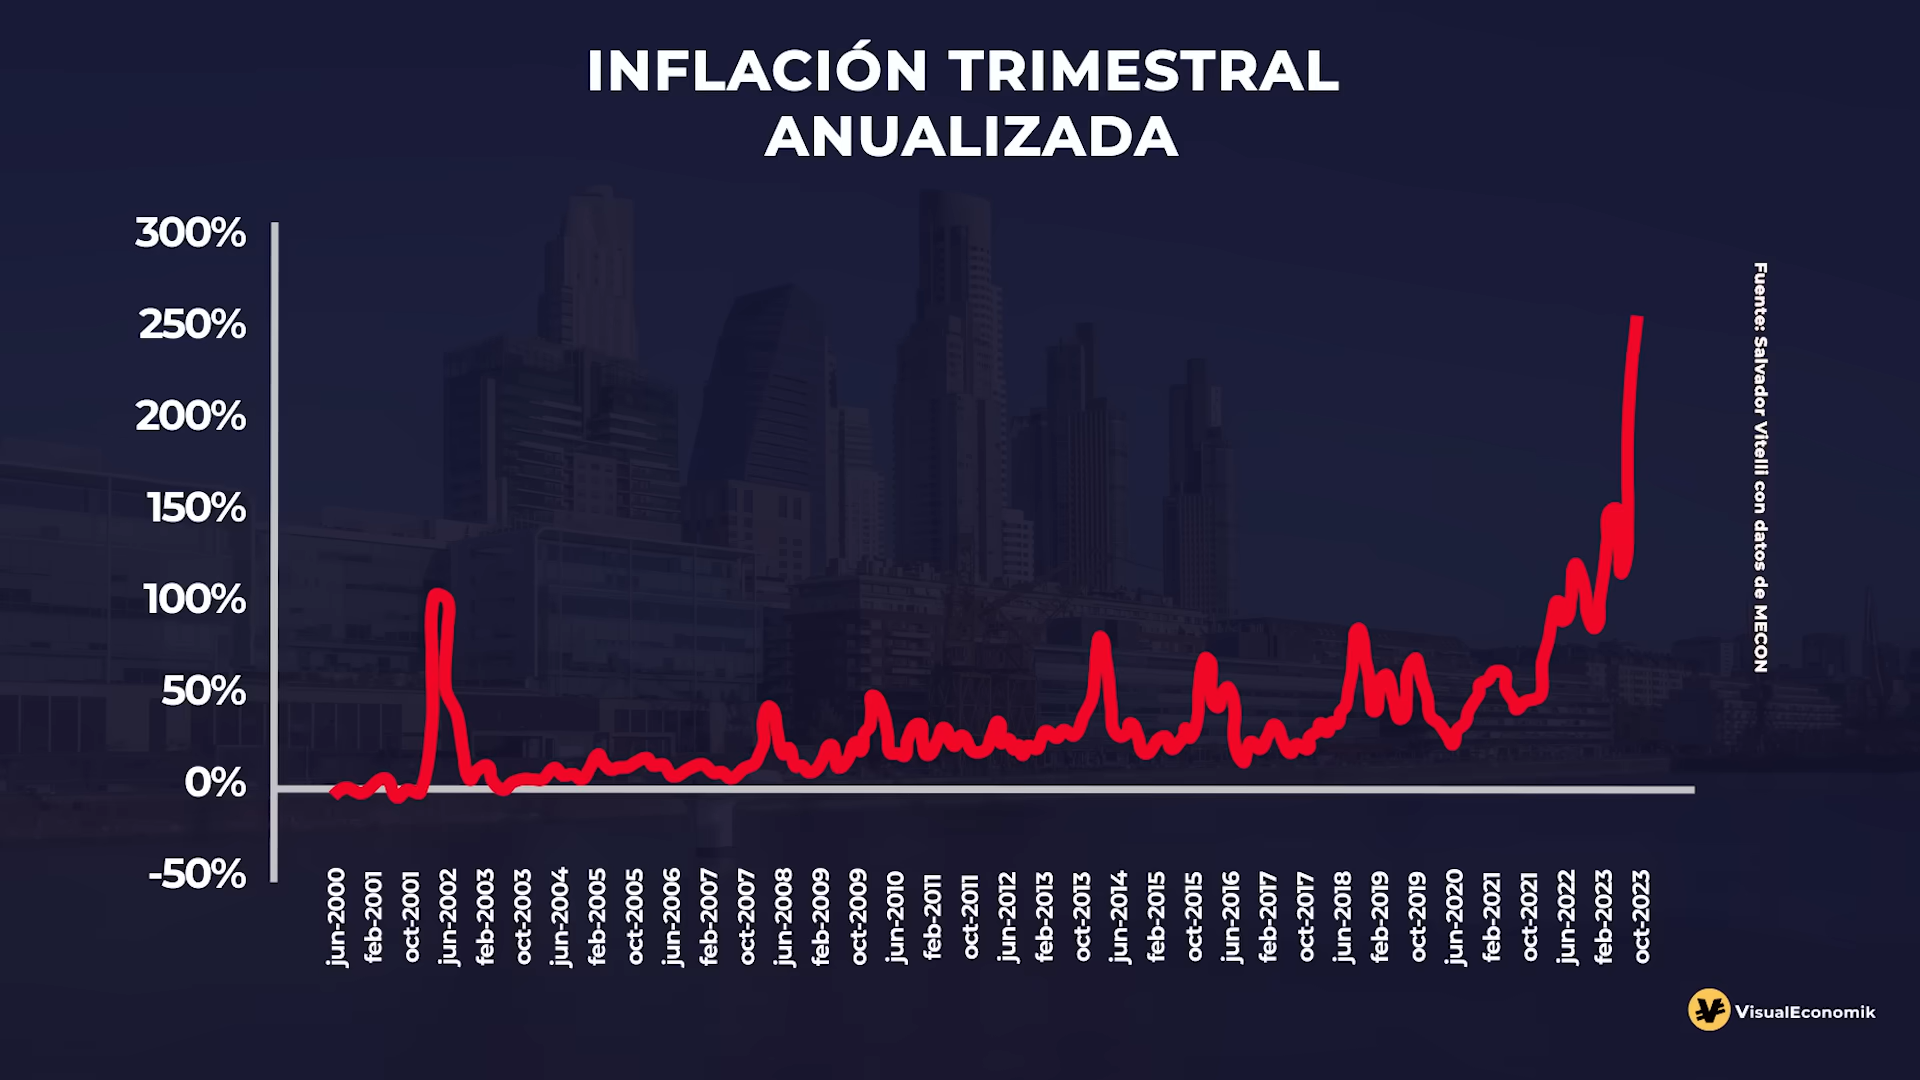 INFLACIÓN TRIMESTRAL
ANUALIZADA
300%
250%
200%
150%
100%
50%
0%
-50%
jun-2000
feb-2001
oct-2001
jun-2002
feb-2003
oct-2003
jun-2004
feb-2005
oct-2005
jun-2006
feb-2007
oct-2007
jun-2008
feb-2009
oct-2009
jun-2010
feb-2011
oct-2011
jun-2012
feb-2013
oct-2013
jun-2014
feb-2015
oct-2015
jun-2016
feb-2017
oct-2017
jun-2018
feb-2019
oct-2019
jun-2020
feb-2021
oct-2021
jun-2022
feb-2023
oct-2023
Fuente: Salvador Vitelli con datos de MECON
VisualEconomik